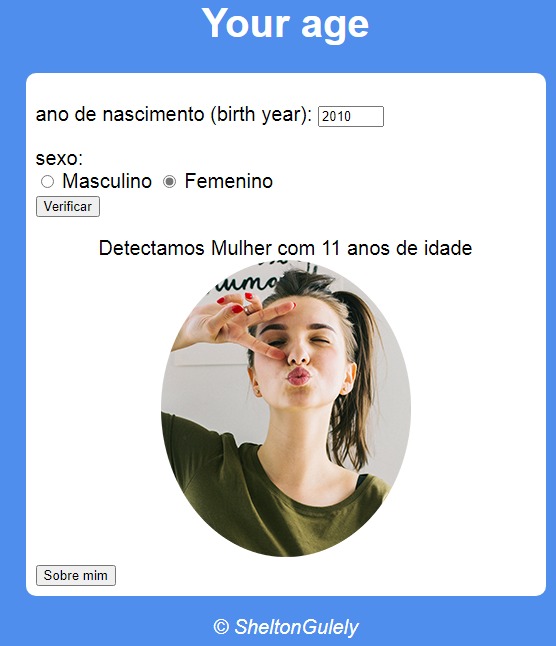 Your age
ano de nascimento (birth year): 2010
sexo:
Masculino Femenino
Verificar
Detectamos Mulher com 11 anos de idade
Sobre mim
© SheltonGulely